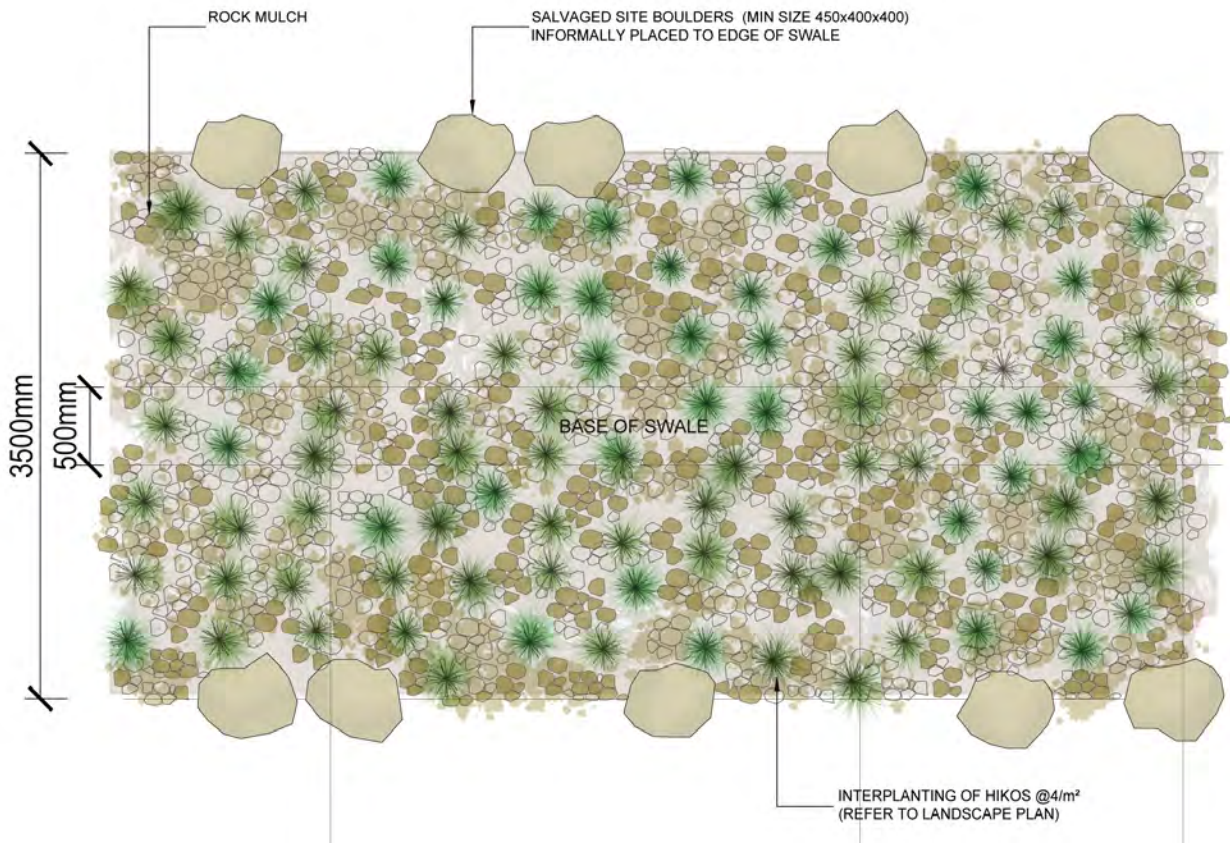 ROCK MULCH
SALVAGED SITE BOULDERS (MIN SIZE 450x400x400)
INFORMALLY PLACED TO EDGE OF SWALE
3500mm
500mm
BASE OF SWALE
INTERPLANTING OF HIKOS @4/m²
(REFER TO LANDSCAPE PLAN)